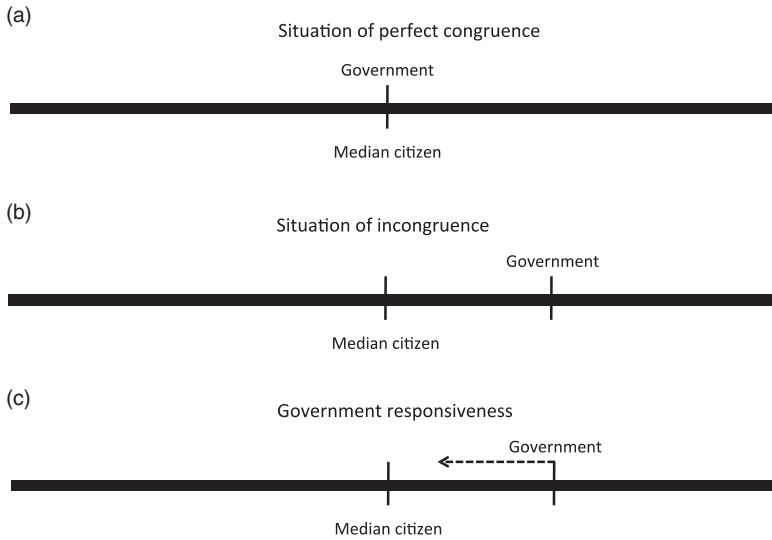 (a)
Situation of perfect congruence
Government
Median citizen
(b)
Situation of incongruence
Government
Median citizen
(c)
Government responsiveness
Government
Median citizen